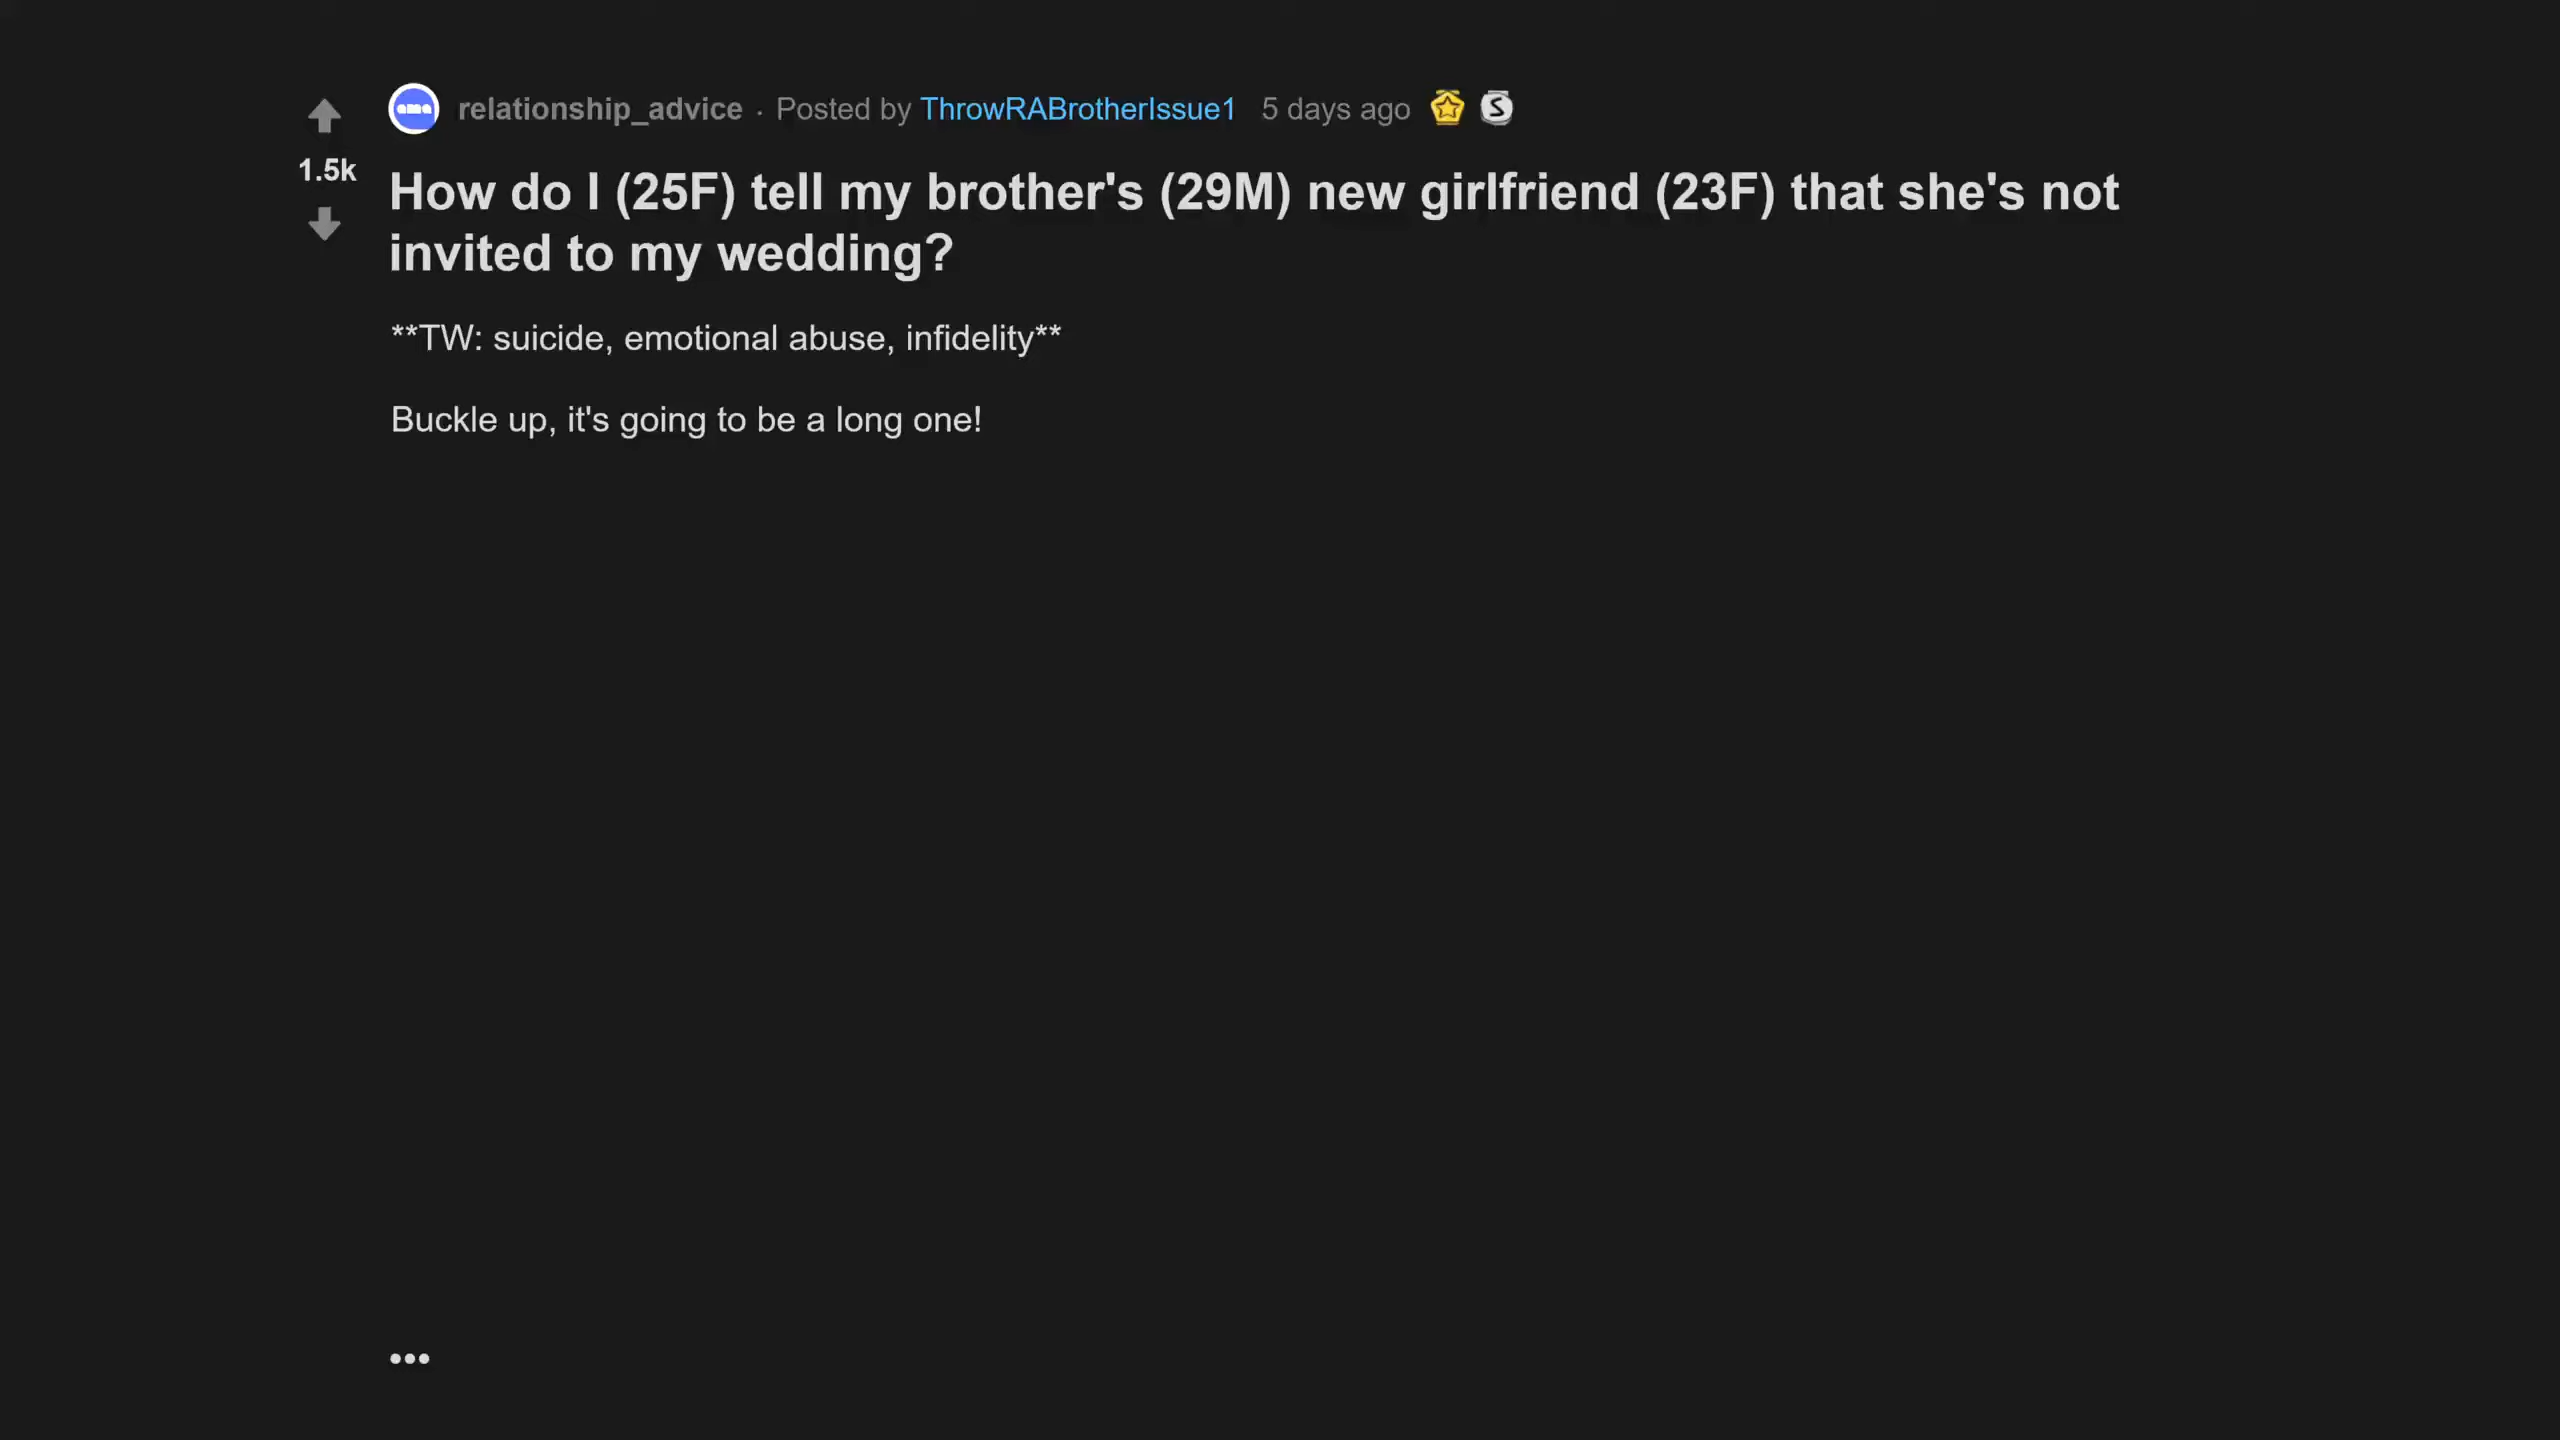 ama relationship_advice · Posted by ThrowRABrotherIssue1 5 days ago S
1.5k
How do I (25F) tell my brother's (29M) new girlfriend (23F) that she's not
invited to my wedding?
**TW: suicide, emotional abuse, infidelity**
Buckle up, it's going to be a long one!
•••